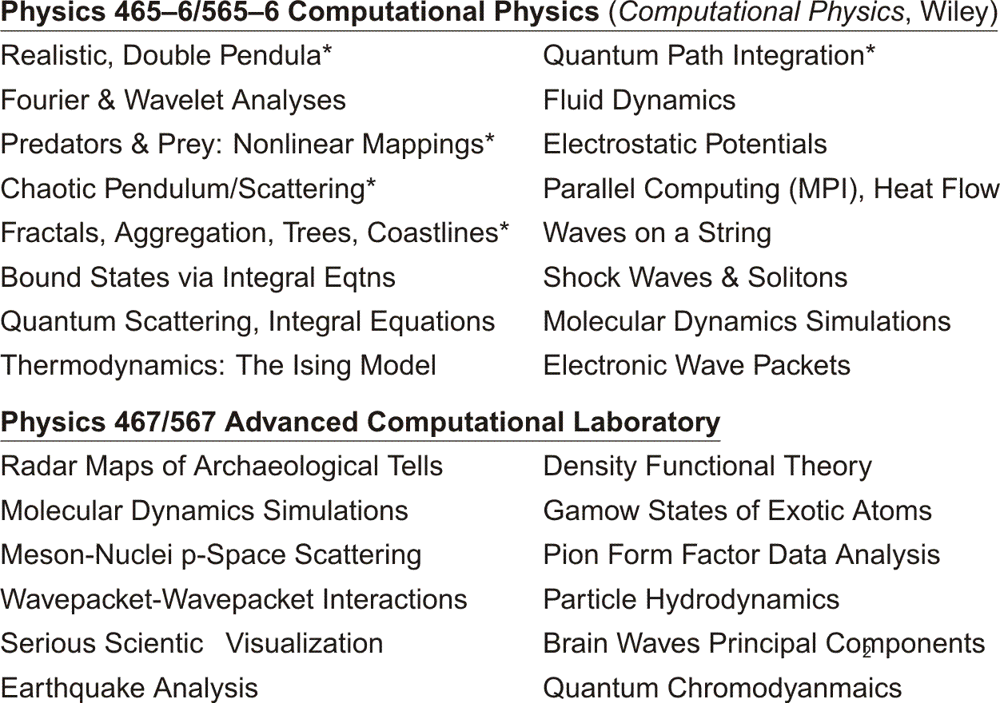 Physics 465–6/565–6 Computational Physics (Computational Physics, Wiley)
Realistic, Double Pendula* Quantum Path Integration*
Fourier & Wavelet Analyses Fluid Dynamics
Predators & Prey: Nonlinear Mappings* Electrostatic Potentials
Chaotic Pendulum/Scattering* Parallel Computing (MPI), Heat Flow
Fractals, Aggregation, Trees, Coastlines* Waves on a String
Bound States via Integral Eqtns Shock Waves & Solitons
Quantum Scattering, Integral Equations Molecular Dynamics Simulations
Thermodynamics: The Ising Model Electronic Wave Packets
Physics 467/567 Advanced Computational Laboratory
Radar Maps of Archaeological Tells Density Functional Theory
Molecular Dynamics Simulations Gamow States of Exotic Atoms
Meson-Nuclei p-Space Scattering Pion Form Factor Data Analysis
Wavepacket-Wavepacket Interactions Particle Hydrodynamics
Serious Scientic Visualization Brain Waves Principal Components
2
Earthquake Analysis Quantum Chromodyanmaics